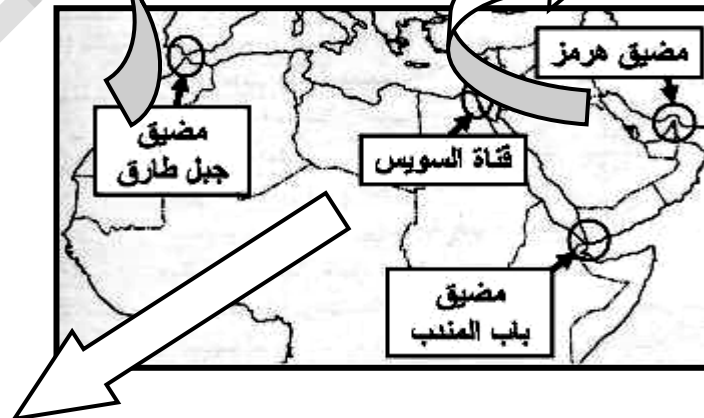 مضيق هرمز
مضيق
جبل طارق
قناة السويس
مضيق
باب المندب